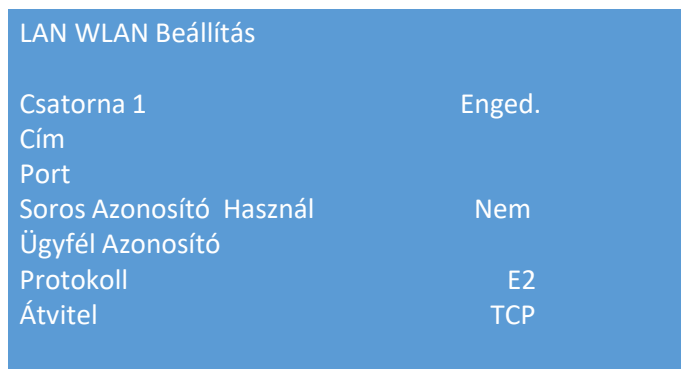 LAN WLAN Beállítás
Csatorna 1 Enged.
Cím
Port
Soros Azonosító  Használ Nem
Ügyfél Azonosító
Protokoll E2
Átvitel TCP